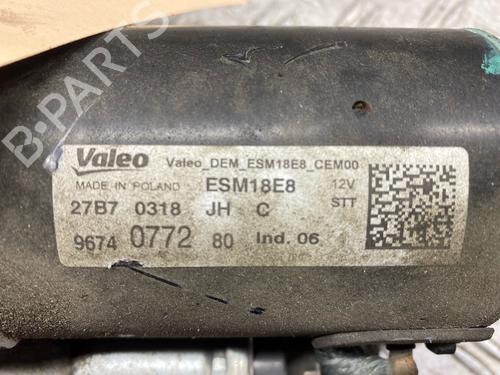 Valeo Valeo_DEM_ESM18E8_CEM00
MADE IN POLAND ESM18E8 12V
27B7 0318 JH C STT
9674 0772 80 Ind. 06
B-PARTS